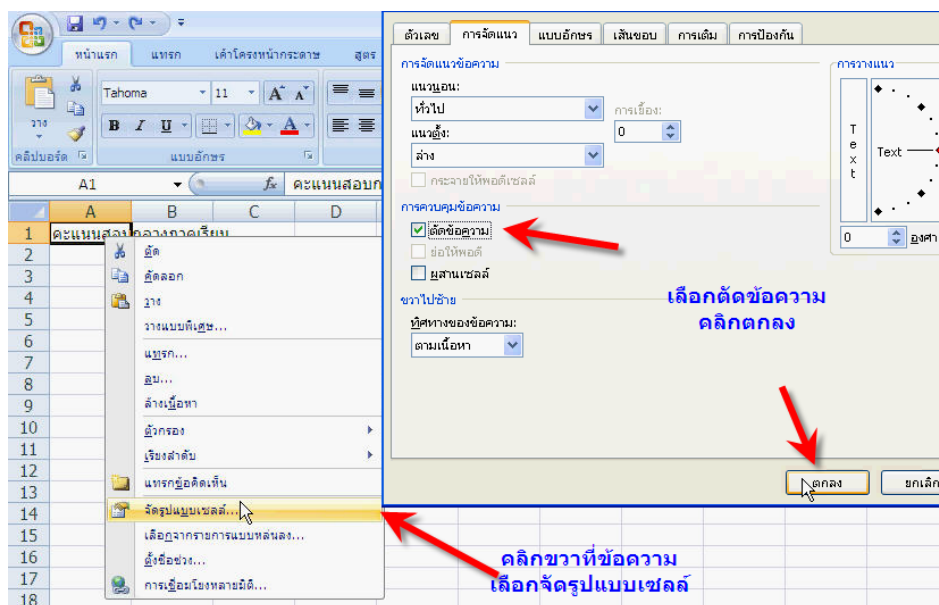 หน้าแรก แทรก เค้าโครงหน้ากระดาษ สูตร
วาง
Tahoma 11 A A
B I U A
คลิปบอร์ด แบบอักษร
A1 fx คะแนนสอบก
A B C D
1 คะแนนสอบกลางภาคเรียน
2
3
4
5
6
7
8
9
10
11
12
13
14
15
16
17
18
ตัด
คัดลอก
วาง
วางแบบพิเศษ...
แทรก...
ลบ...
ล้างเนื้อหา
ตัวกรอง
เรียงลำดับ
แทรกข้อคิดเห็น
จัดรูปแบบเซลล์...
เลือกจากรายการแบบหล่นลง...
ตั้งชื่อช่วง...
การเชื่อมโยงหลายมิติ...
ตัวเลข การจัดแนว แบบอักษร เส้นขอบ การเติม การป้องกัน
การจัดแนวข้อความ
แนวนอน:
ทั่วไป
การเยื้อง:
0
แนวตั้ง:
ล่าง
กระจายให้พอดีเซลล์
การควบคุมข้อความ
ตัดข้อความ
ย่อให้พอดี
ผสานเซลล์
ขวาไปซ้าย
ทิศทางของข้อความ:
ตามเนื้อหา
การวางแนว
Text
Text
0 องศา
เลือกตัดข้อความ
คลิกตกลง
ตกลง
ยกเลิก
คลิกขวาที่ข้อความ
เลือกจัดรูปแบบเซลล์